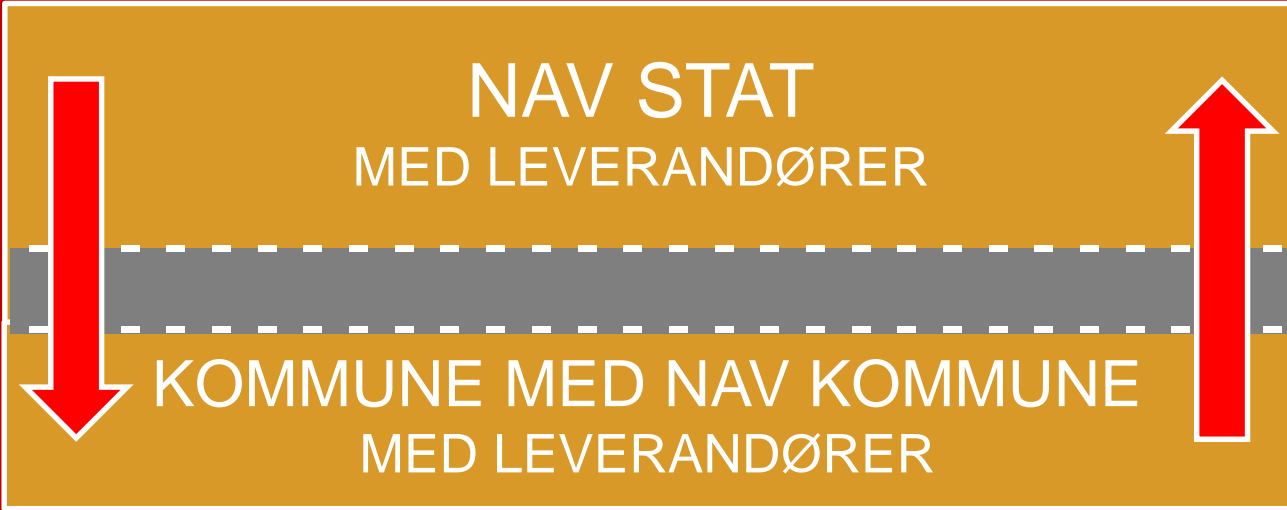 NAV STAT
MED LEVERANDØRER
KOMMUNE MED NAV KOMMUNE
MED LEVERANDØRER